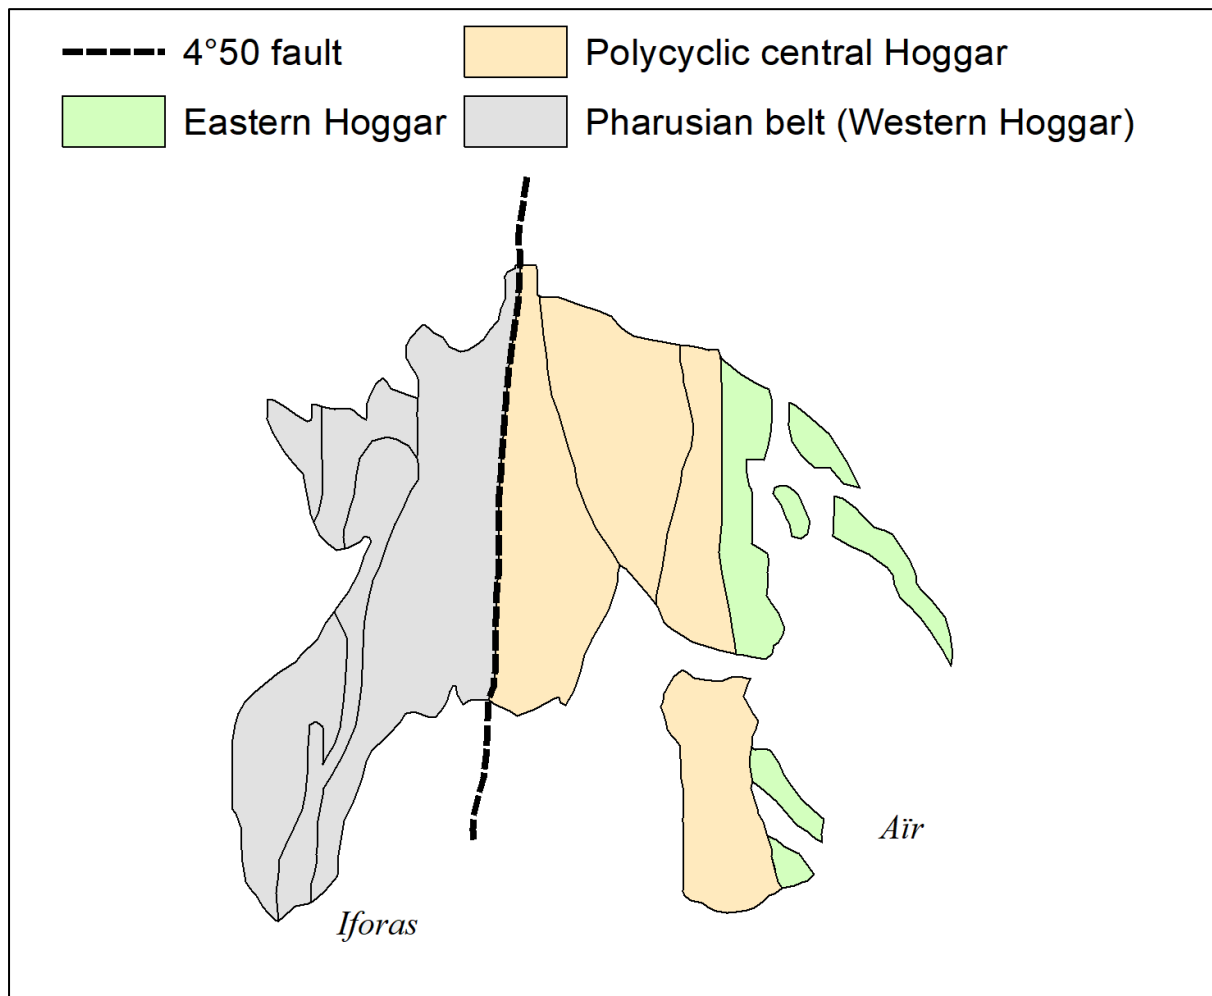 4°50 fault
Polycyclic central Hoggar
Eastern Hoggar
Pharusian belt (Western Hoggar)
Aïr
Iforas